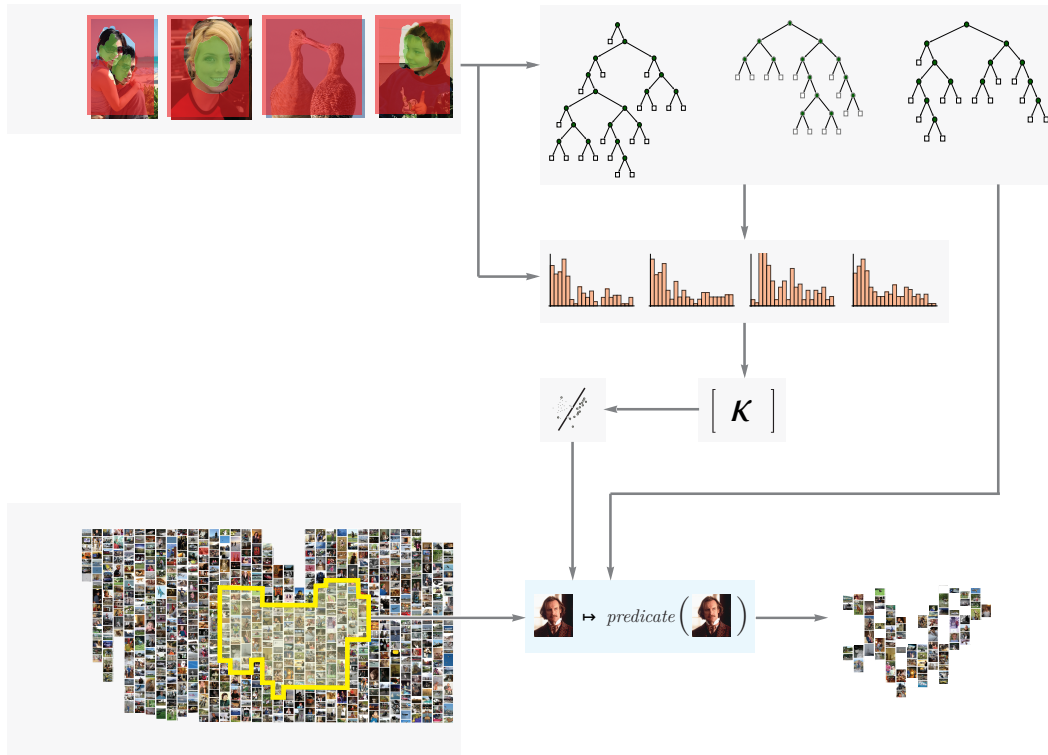 [ K ]
↦ predicate( )